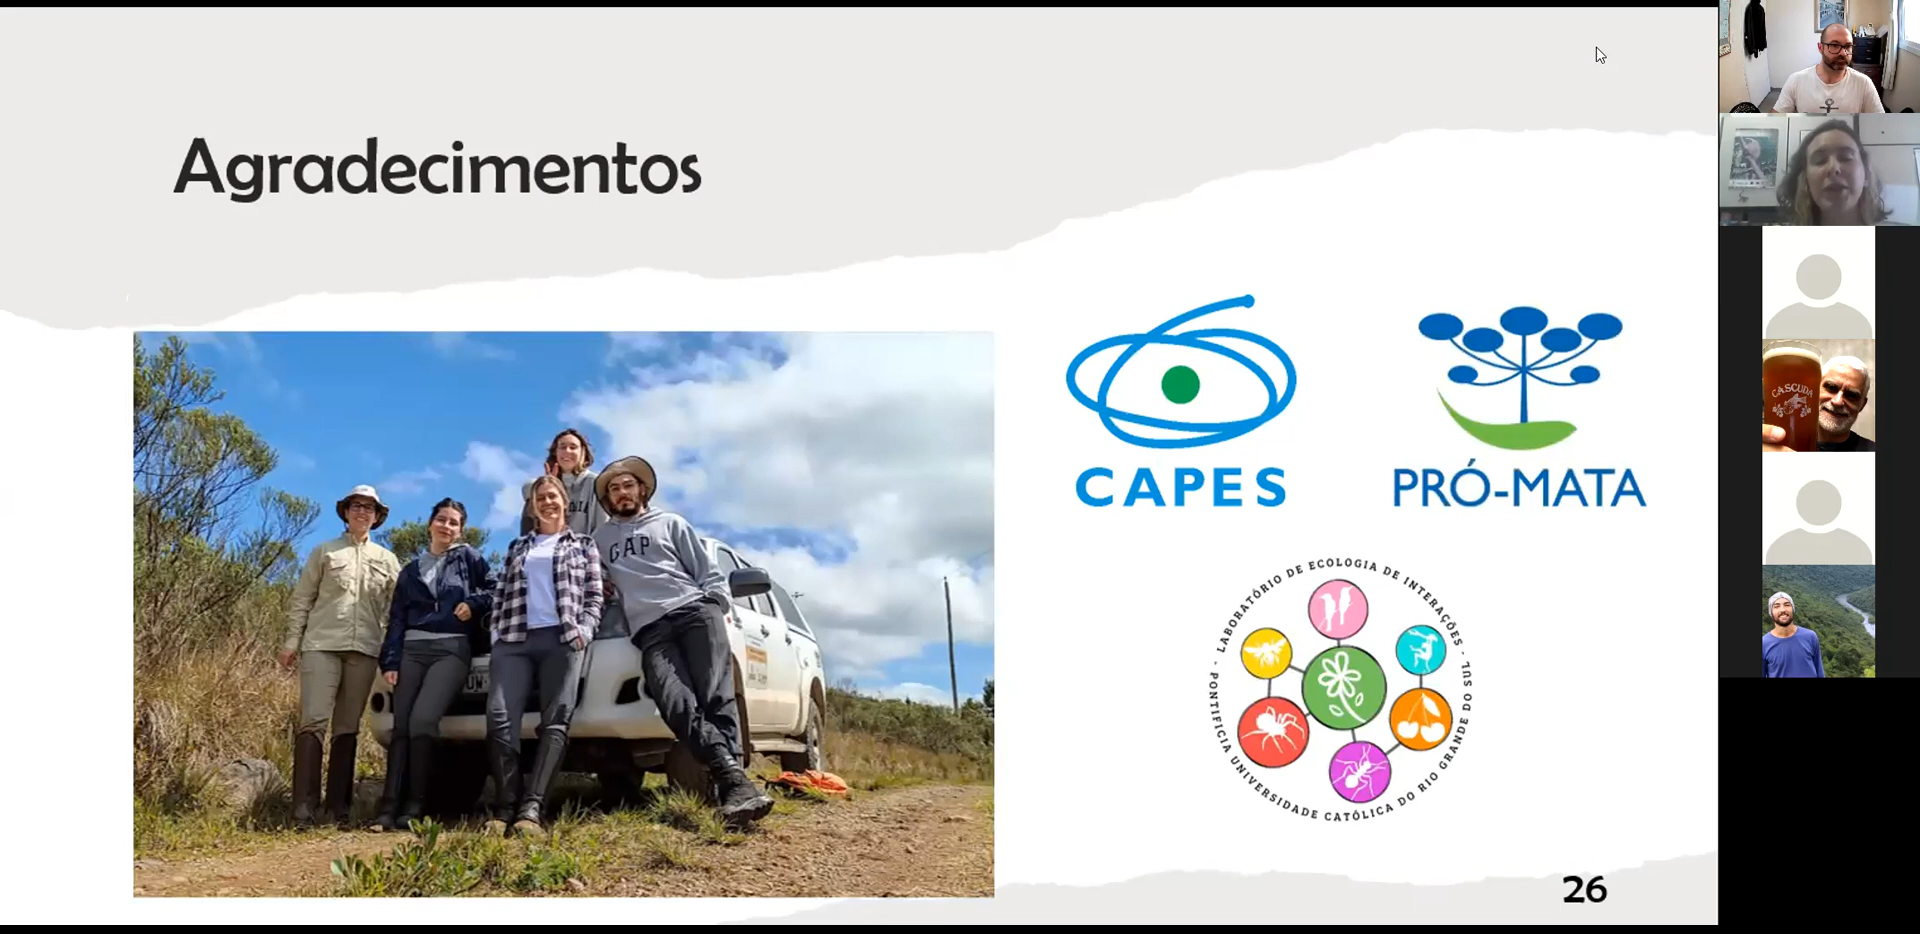 Agradecimentos
CAPES
PRÓ-MATA
LABORATÓRIO DE ECOLOGIA DE INTERAÇÕES -
PONTIFICIA UNIVERSIDADE CATÓLICA DO RIO GRANDE DO SUL -
GAP
CASCUDA
26